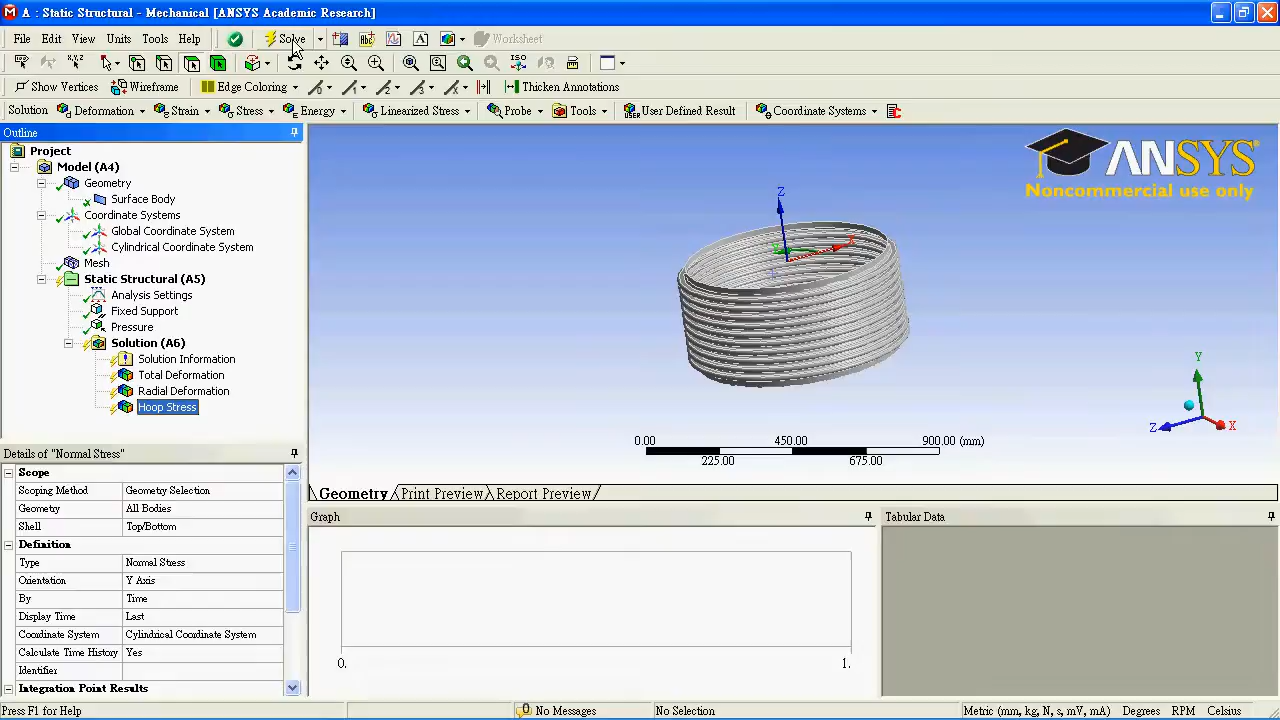 A : Static Structural - Mechanical [ANSYS Academic Research]
File Edit View Units Tools Help Solve Worksheet
Show Vertices Wireframe Edge Coloring Thicken Annotations
Solution Deformation Strain Stress Energy Linearized Stress Probe Tools User Defined Result Coordinate Systems
Outline
Project
Model (A4)
Geometry
Surface Body
Coordinate Systems
Global Coordinate System
Cylindrical Coordinate System
Mesh
Static Structural (A5)
Analysis Settings
Fixed Support
Pressure
Solution (A6)
Solution Information
Total Deformation
Radial Deformation
Hoop Stress
ANSYS
Noncommercial use only
Z
X
Y
Z
X
0.00 450.00 900.00 (mm)
225.00 675.00
Details of "Normal Stress"
Scope
Scoping Method Geometry Selection
Geometry All Bodies
Shell Top/Bottom
Definition
Type Normal Stress
Orientation Y Axis
By Time
Display Time Last
Coordinate System Cylindrical Coordinate System
Calculate Time History Yes
Identifier
Integration Point Results
Geometry Print Preview Report Preview
Graph
0. 1.
Tabular Data
Press F1 for Help No Messages No Selection Metric (mm, kg, N, s, mV, mA) Degrees RPM Celsius